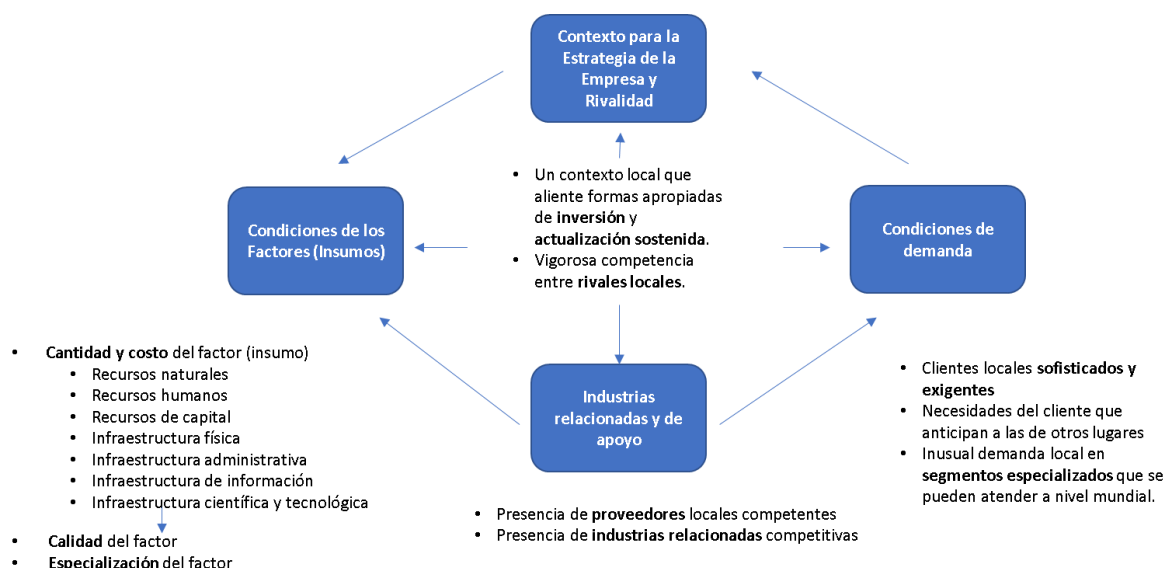 Contexto para la
Estrategia de la
Empresa y
Rivalidad
• Un contexto local que
aliente formas apropiadas
de inversión y
actualización sostenida.
• Vigorosa competencia
entre rivales locales.
Condiciones de los
Factores (Insumos)
Condiciones de
demanda
Industrias
relacionadas y de
apoyo
• Cantidad y costo del factor (insumo)
• Recursos naturales
• Recursos humanos
• Recursos de capital
• Infraestructura física
• Infraestructura administrativa
• Infraestructura de información
• Infraestructura científica y tecnológica
• Calidad del factor
• Especialización del factor
• Presencia de proveedores locales competentes
• Presencia de industrias relacionadas competitivas
• Clientes locales sofisticados y
exigentes
• Necesidades del cliente que
anticipan a las de otros lugares
• Inusual demanda local en
segmentos especializados que se
pueden atender a nivel mundial.